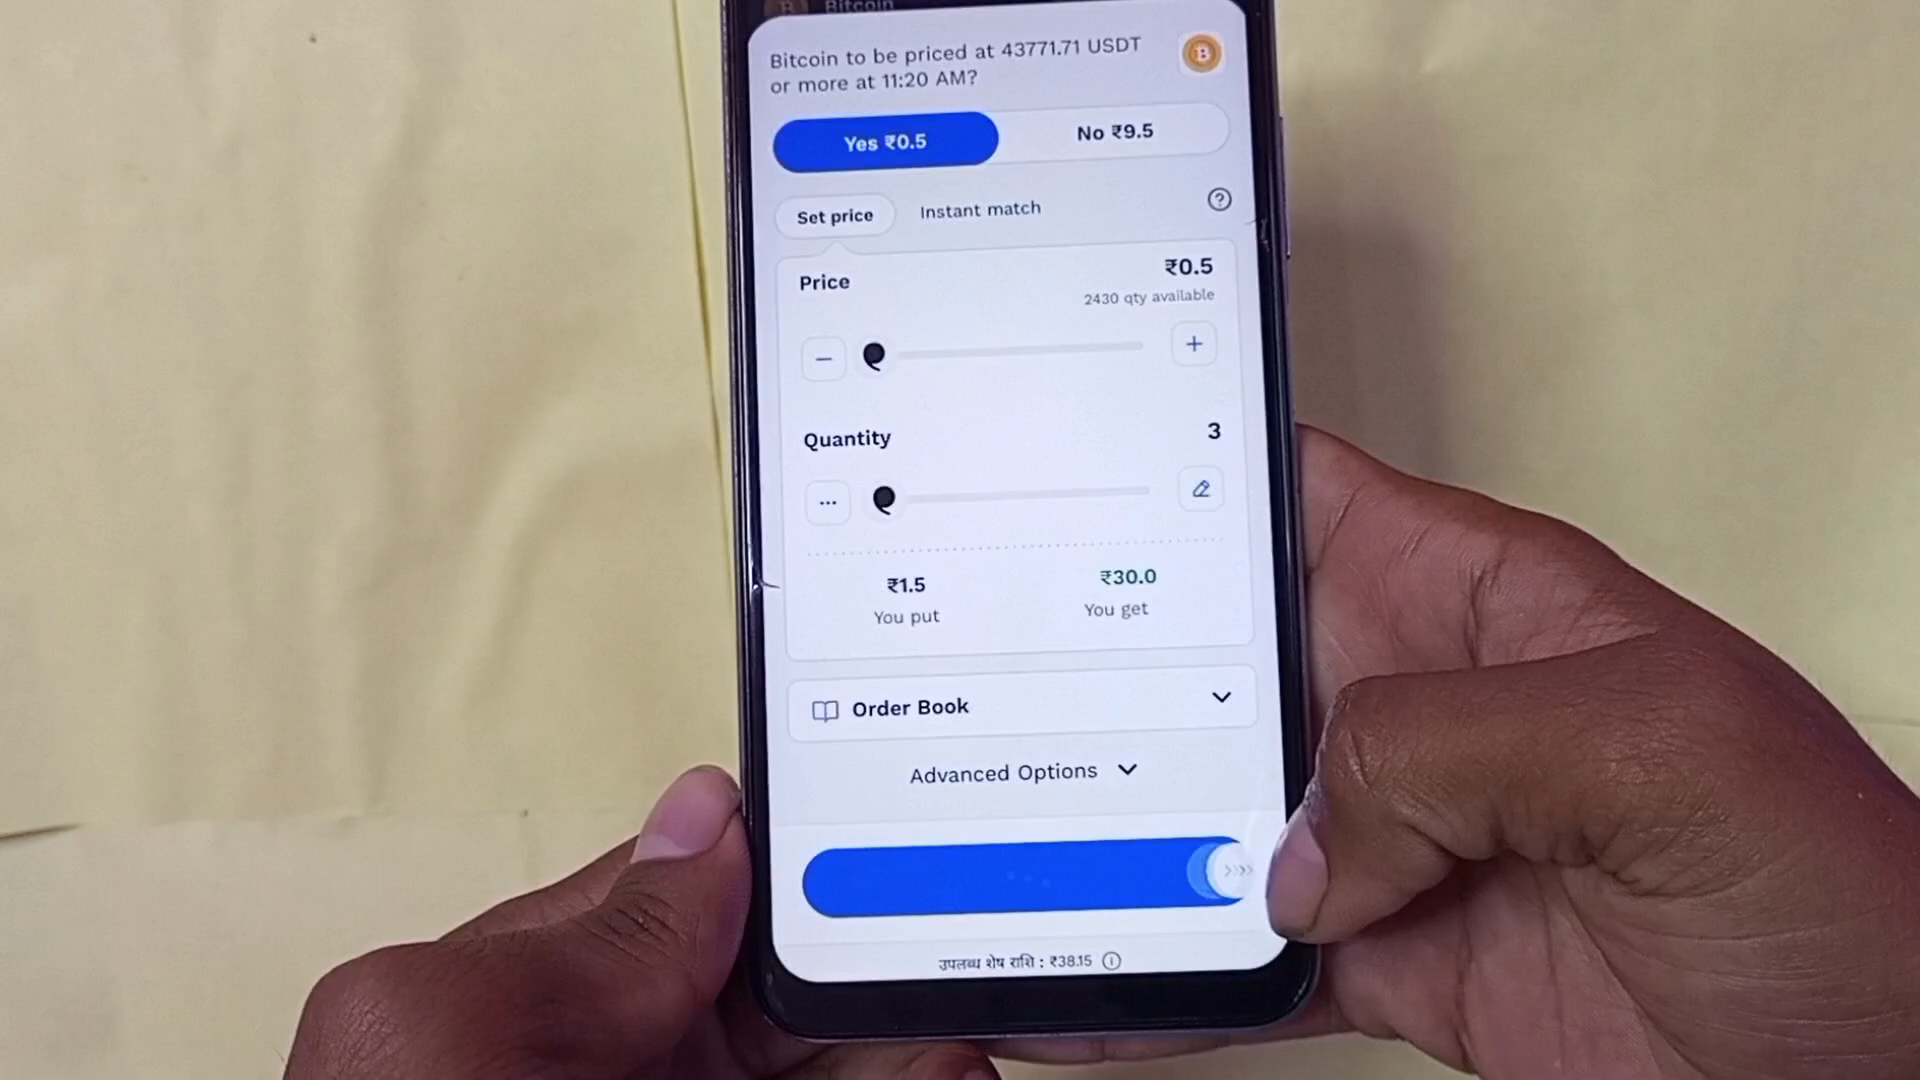 Bitcoin
Bitcoin to be priced at 43771.71 USDT
or more at 11:20 AM?
Yes ₹0.5
No ₹9.5
Set price
Instant match
Price
₹0.5
2430 qty available
Quantity
3
₹1.5
₹30.0
You put
You get
Order Book
Advanced Options
उपलब्ध शेष राशि : ₹38.15